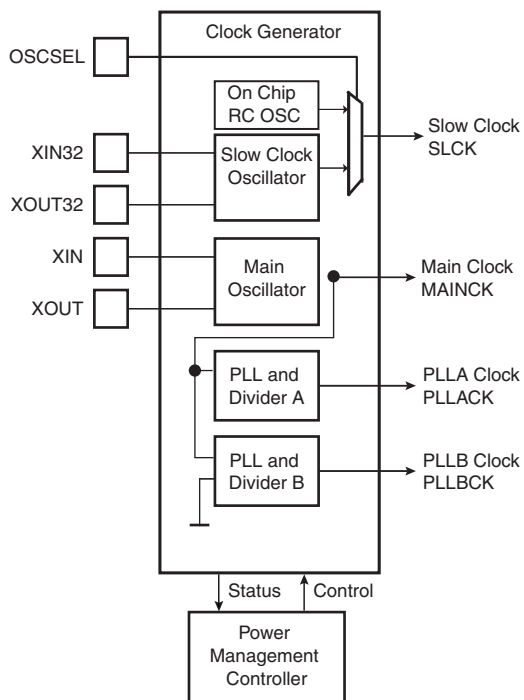 Clock Generator
OSCSEL
On Chip
RC OSC
Slow Clock
SLCK
XIN32
Slow Clock
Oscillator
XOUT32
XIN
Main
Oscillator
Main Clock
MAINCK
XOUT
PLL and
Divider A
PLLA Clock
PLLACK
PLL and
Divider B
PLLB Clock
PLLBCK
Status
Control
Power
Management
Controller